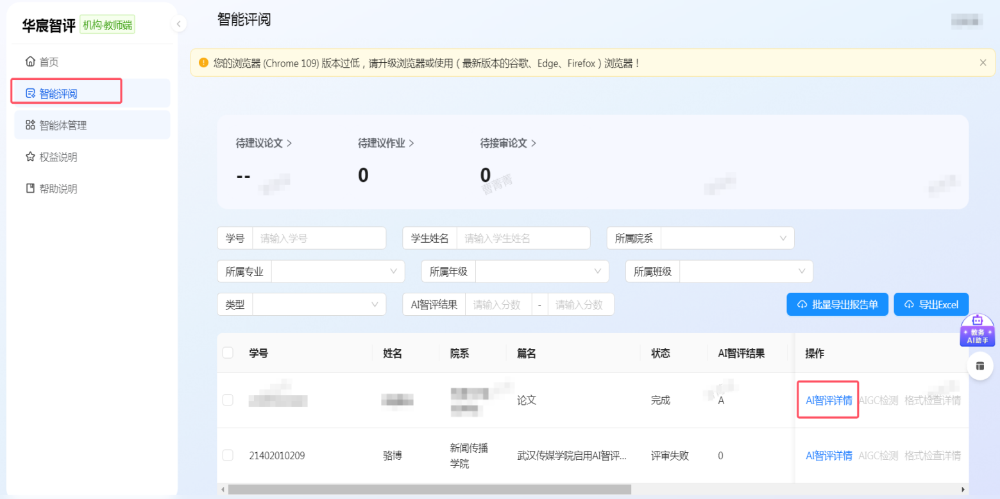 华宸智评 机构·教师端
智能评阅
首页
智能评阅
智能体管理
权益说明
帮助说明
您的浏览器 (Chrome 109) 版本过低，请升级浏览器或使用（最新版本的谷歌、Edge、Firefox）浏览器！
待建议论文 待建议作业 待接审论文
-- 0 0
曹菁菁
学号 请输入学号 学生姓名 请输入学生姓名 所属院系
所属专业 所属年级 所属班级
类型 AI智评结果 请输入分数 - 请输入分数 批量导出报告单 导出Excel
教务
AI助手
学号 姓名 院系 篇名 状态 AI智评结果 操作
论文 完成 A AI智评详情 AIGC检测 格式检查详情
21402010209 骆博 新闻传播学院 武汉传媒学院启用AI智评... 评审失败 0 AI智评详情 AIGC检测 格式检查详情